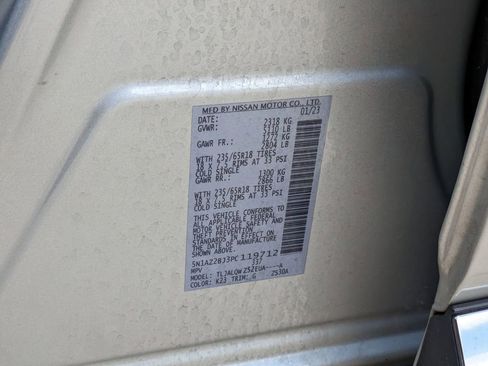 MFD BY NISSAN MOTOR CO., LTD.
DATE: 01/23
GVWR: 2318 KG
5110 LB
GAWR FR.: 1272 KG
2804 LB
WITH 235/65R18 TIRES
18 x 7.5 RIMS AT 33 PSI
COLD SINGLE
GAWR RR.: 1300 KG
2866 LB
WITH 235/65R18 TIRES
18 x 7.5 RIMS AT 33 PSI
COLD SINGLE
THIS VEHICLE CONFORMS TO
ALL APPLICABLE FEDERAL
MOTOR VEHICLE SAFETY AND
THEFT PREVENTION
STANDARDS IN EFFECT ON
THE DATE OF MANUFACTURE
SHOWN ABOVE.
5N1AZ2BJ3PC119712
MPV 337
MODEL: TLJALQW Z52EUA----A
COLOR: K23 TRIM: G ZS30A